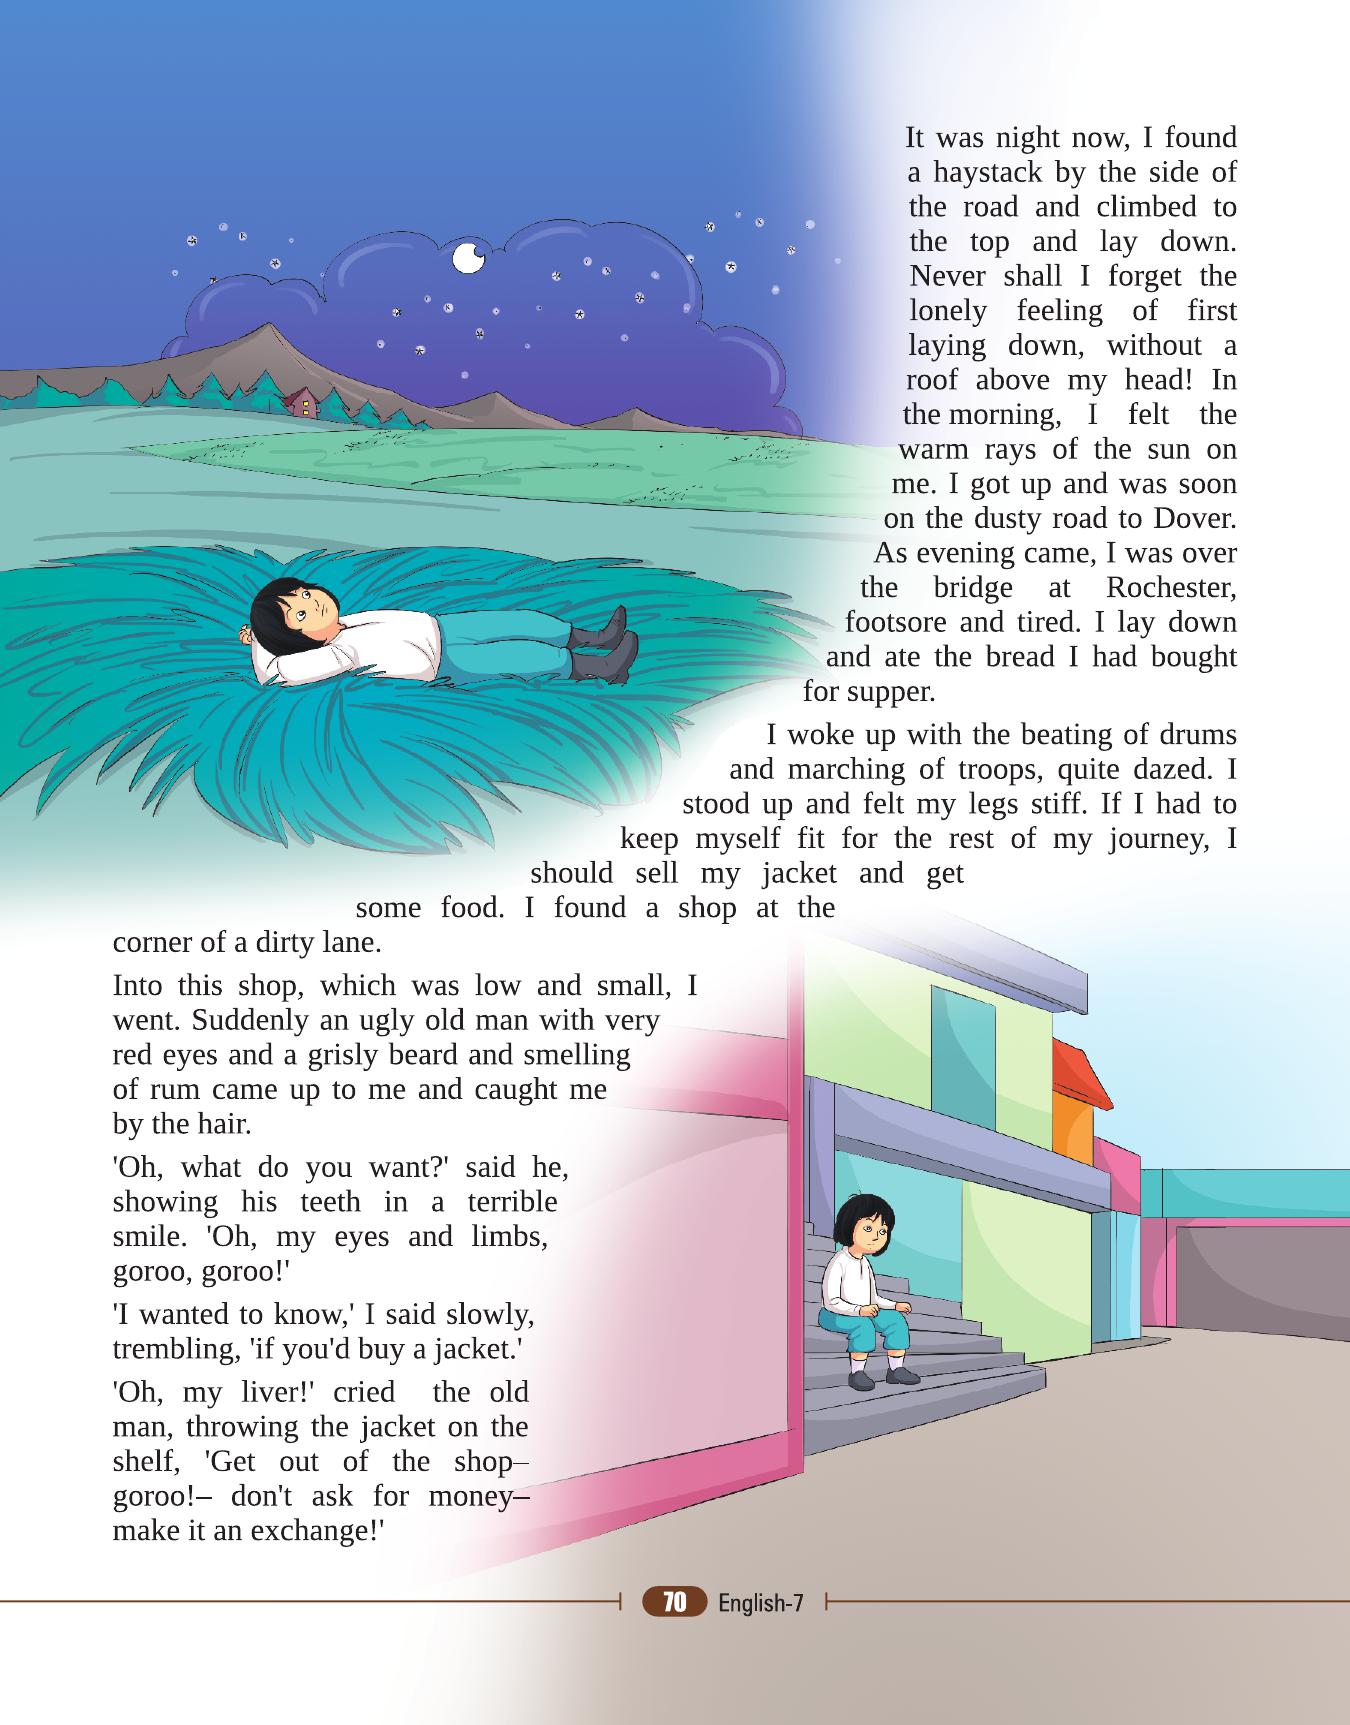 It was night now, I found
a haystack by the side of
the road and climbed to
the top and lay down.
Never shall I forget the
lonely feeling of first
laying down, without a
roof above my head! In
the morning, I felt the
warm rays of the sun on
me. I got up and was soon
on the dusty road to Dover.
As evening came, I was over
the bridge at Rochester,
footsore and tired. I lay down
and ate the bread I had bought
for supper.
I woke up with the beating of drums
and marching of troops, quite dazed. I
stood up and felt my legs stiff. If I had to
keep myself fit for the rest of my journey, I
should sell my jacket and get
some food. I found a shop at the
corner of a dirty lane.
Into this shop, which was low and small, I
went. Suddenly an ugly old man with very
red eyes and a grisly beard and smelling
of rum came up to me and caught me
by the hair.
'Oh, what do you want?' said he,
showing his teeth in a terrible
smile. 'Oh, my eyes and limbs,
goroo, goroo!'
'I wanted to know,' I said slowly,
trembling, 'if you'd buy a jacket.'
'Oh, my liver!' cried the old
man, throwing the jacket on the
shelf, 'Get out of the shop–
goroo!– don't ask for money–
make it an exchange!'
70 English-7